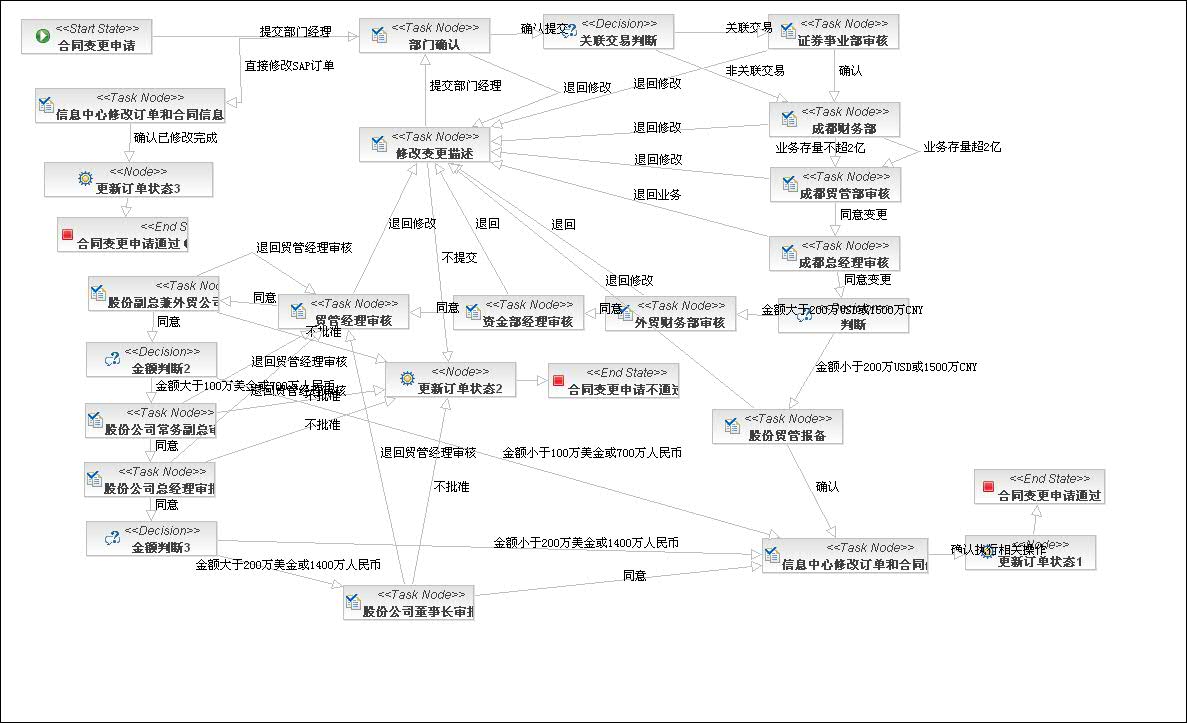 <<Start State>>
合同变更申请
提交部门经理
<<Task Node>>
部门确认
确认提交
<<Decision>>
关联交易判断
关联交易
<<Task Node>>
证券事业部审核
直接修改SAP订单
提交部门经理
退回修改
退回修改
非关联交易
确认
<<Task Node>>
信息中心修改订单和合同信息
<<Task Node>>
成都财务部
确认已修改完成
<<Task Node>>
修改变更描述
退回修改
业务存量不超2亿
业务存量超2亿
退回修改
<<Node>>
更新订单状态3
<<Task Node>>
成都贸管部审核
退回业务
同意变更
<<End S
合同变更申请通过
退回修改
退回
退回
不提交
退回贸管经理审核
<<Task Node>>
成都总经理审核
同意变更
退回修改
<<Task No
股份副总兼外贸公司
同意
<<Task Node>>
贸管经理审核
同意
<<Task Node>>
资金部经理审核
同意
<<Task Node>>
外贸财务部审核
金额大于200万USD或1500万CNY
判断
同意
不批准
<<Decision>>
金额判断2
退回贸管经理审核
<<Node>>
更新订单状态2
<<End State>>
合同变更申请不通过
金额小于200万USD或1500万CNY
金额大于100万美金或700万人民币
退回贸管经理审核
不批准
<<Task Node>>
股份公司常务副总审
不批准
<<Task Node>>
股份贸管报备
同意
退回贸管经理审核
金额小于100万美金或700万人民币
<<Task Node>>
股份公司总经理审批
不批准
确认
<<End State>>
合同变更申请通过
同意
<<Decision>>
金额判断3
金额小于200万美金或1400万人民币
<<Task Node>>
信息中心修改订单和合同
确认执行相关操作
<<Node>>
更新订单状态1
金额大于200万美金或1400万人民币
同意
<<Task Node>>
股份公司董事长审批